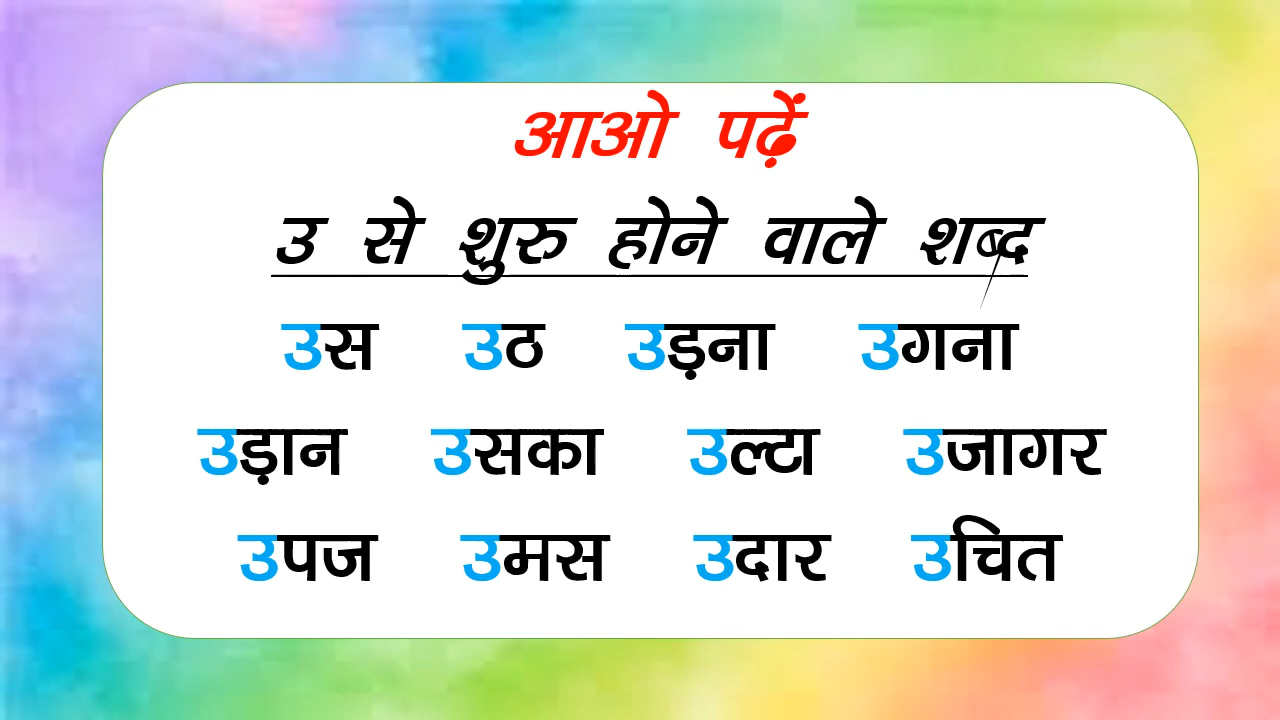 आओ पढ़ें
उ से शुरु होने वाले शब्द
उस उठ उड़ना उगना
उड़ान उसका उल्टा उजागर
उपज उमस उदार उचित